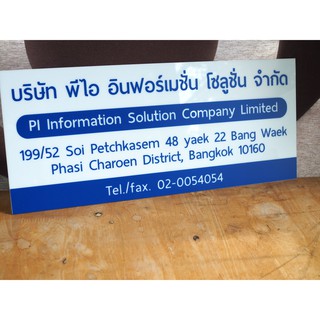 บริษัท พีไอ อินฟอร์เมชั่น โซลูชั่น จำกัด
PI Information Solution Company Limited
199/52 Soi Petchkasem 48 yaek 22 Bang Waek
Phasi Charoen District, Bangkok 10160
Tel./fax. 02-0054054